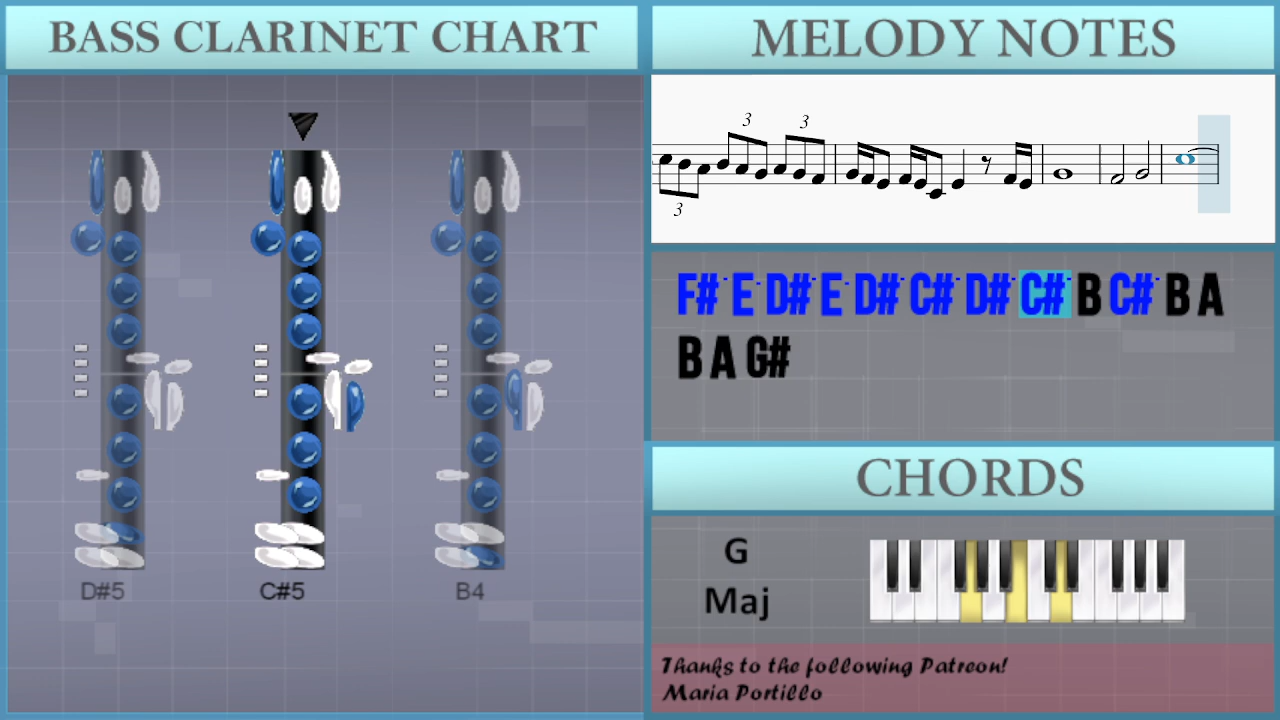 BASS CLARINET CHART
D#5 C#5 B4
MELODY NOTES
3 3
3
F#˙ E˙ D#˙ E˙ D#˙ C#˙ D#˙ C#˙ B C#˙ B A
B A G#
CHORDS
G
Maj
Thanks to the following Patreon!
Maria Portillo